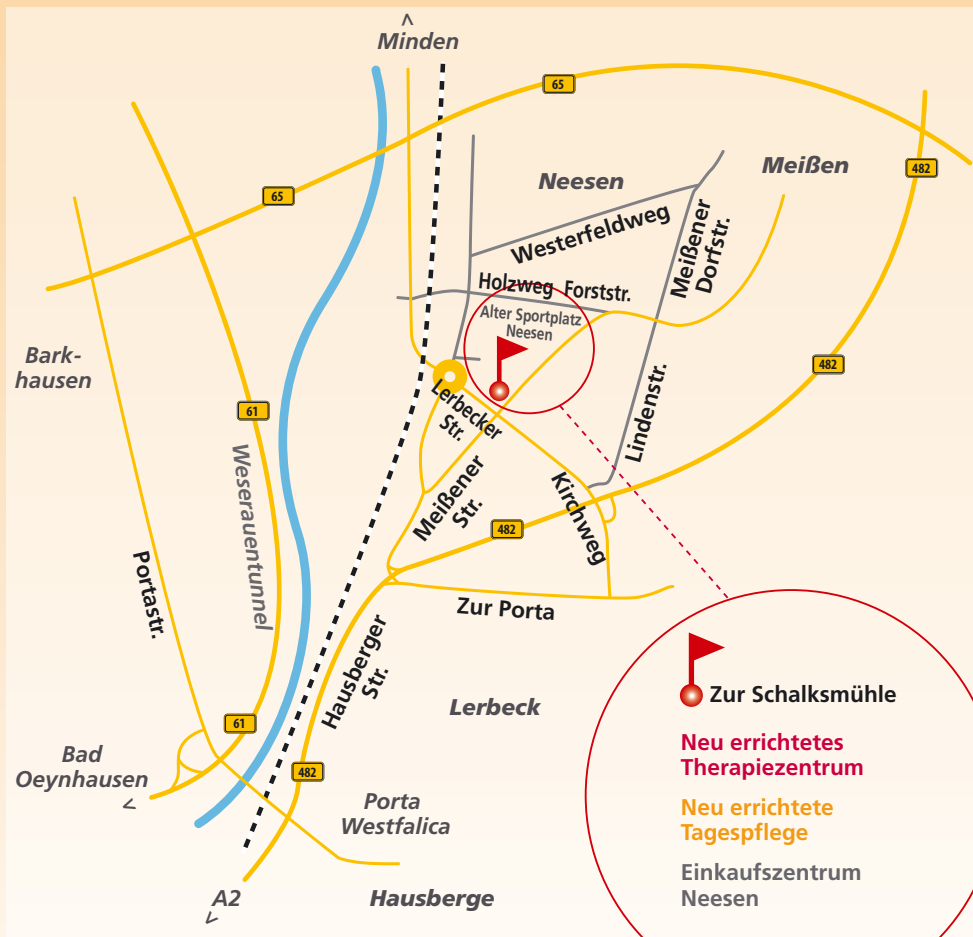 ^
Minden
65
482
Neesen
Meißen
65
Westerfeldweg
Meißener
Dorfstr.
Holzweg Forststr.
Alter Sportplatz
Neesen
Bark-
hausen
482
61
Lerbecker
Str.
Lindenstr.
Weserauentunnel
Meißener
Str.
Kirchweg
482
Portastr.
Zur Porta
Hausberger
Str.
Lerbeck
Zur Schalksmühle
61
Bad
Oeynhausen
<
482
Neu errichtetes
Therapiezentrum
Porta
Westfalica
Neu errichtete
Tagespflege
Einkaufszentrum
Neesen
A2
<
Hausberge